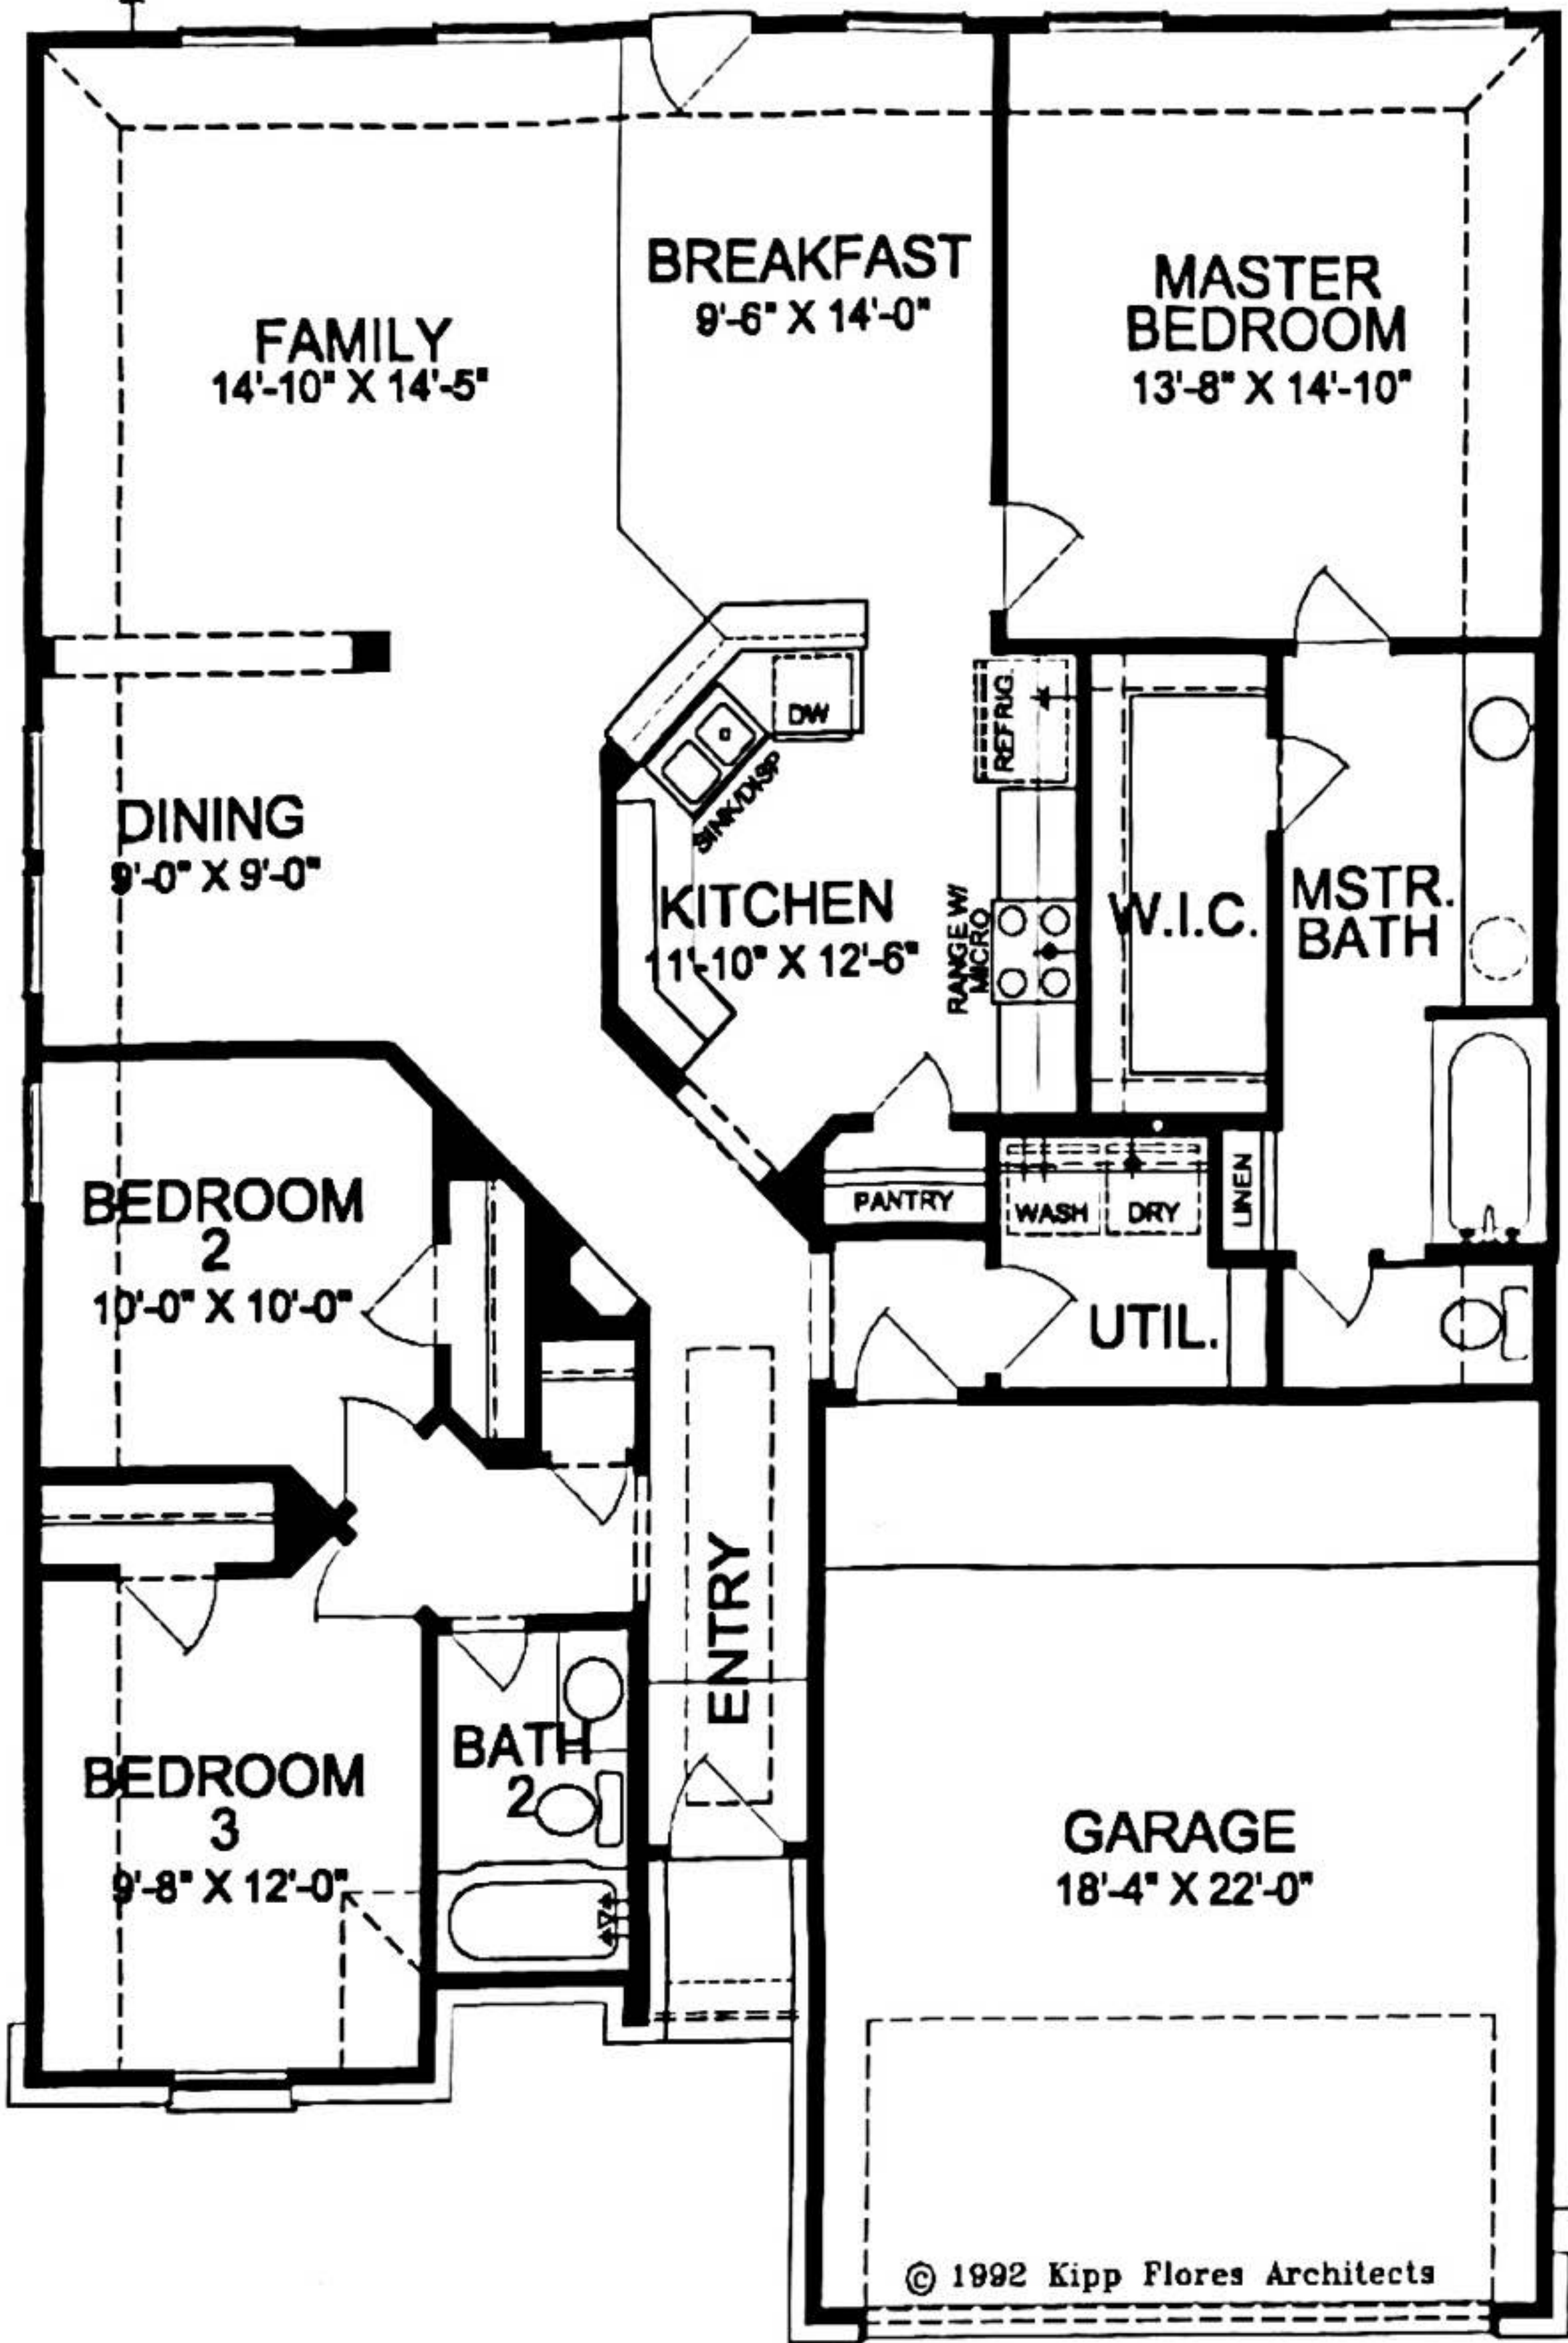 BREAKFAST
9'-6" X 14'-0"
MASTER
BEDROOM
13'-8" X 14'-10"
FAMILY
14'-10" X 14'-5"
DW
REFRIG.
SINK/DISP
DINING
9'-0" X 9'-0"
KITCHEN
11'-10" X 12'-6"
RANGE W/
MICRO
W.I.C.
MSTR.
BATH
BEDROOM
2
10'-0" X 10'-0"
PANTRY
WASH
DRY
LINEN
UTIL.
ENTRY
BATH
2
BEDROOM
3
9'-8" X 12'-0"
GARAGE
18'-4" X 22'-0"
© 1992 Kipp Flores Architects